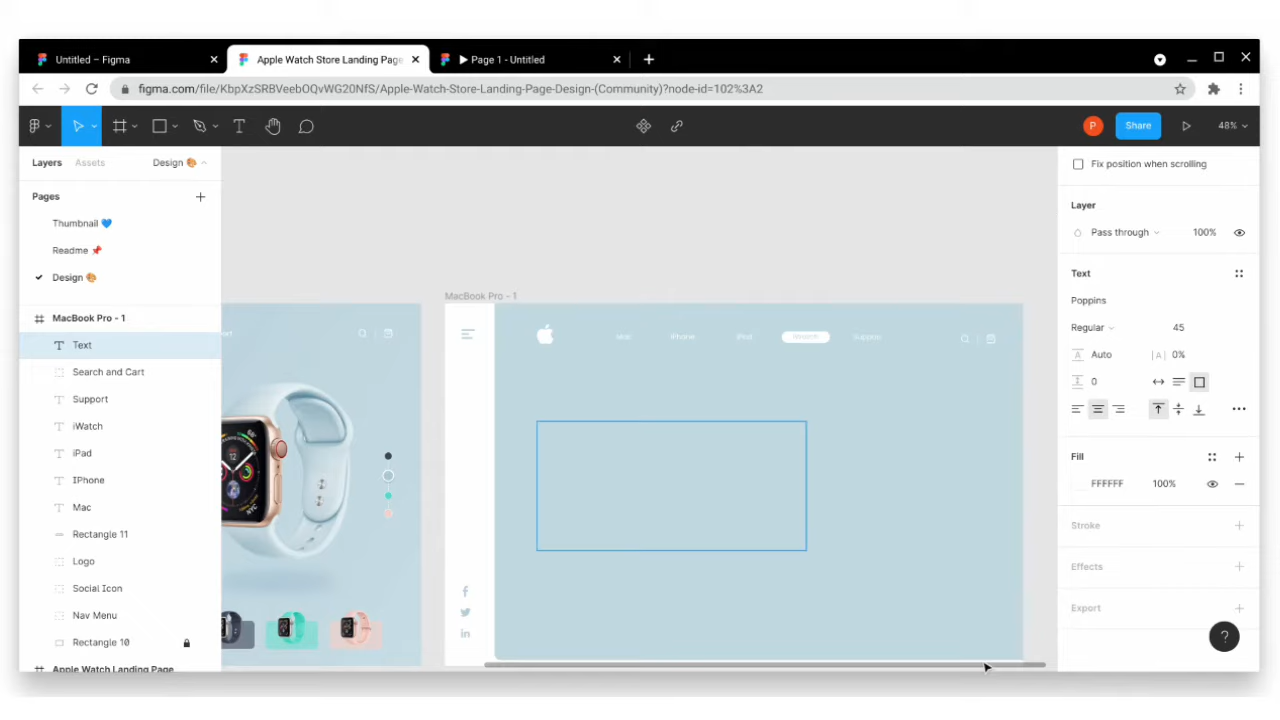 Untitled – Figma
Apple Watch Store Landing Page
Page 1 - Untitled
figma.com/file/KbpXzSRBVeebOQvWG20NfS/Apple-Watch-Store-Landing-Page-Design-(Community)?node-id=102%3A2
P
Share
48%
Layers
Assets
Design 🎨
Fix position when scrolling
Pages
Thumbnail 💙
Readme 📌
Design 🎨
MacBook Pro - 1
Text
Search and Cart
Support
iWatch
iPad
IPhone
Mac
Rectangle 11
Logo
Social Icon
Nav Menu
Rectangle 10
Apple Watch Landing Page
MacBook Pro - 1
Mac
iPhone
iPad
Support
12
NYC
Layer
Pass through
100%
Text
Poppins
Regular
45
A
Auto
|A|
0%
0
Fill
FFFFFF
100%
Stroke
Effects
Export
?